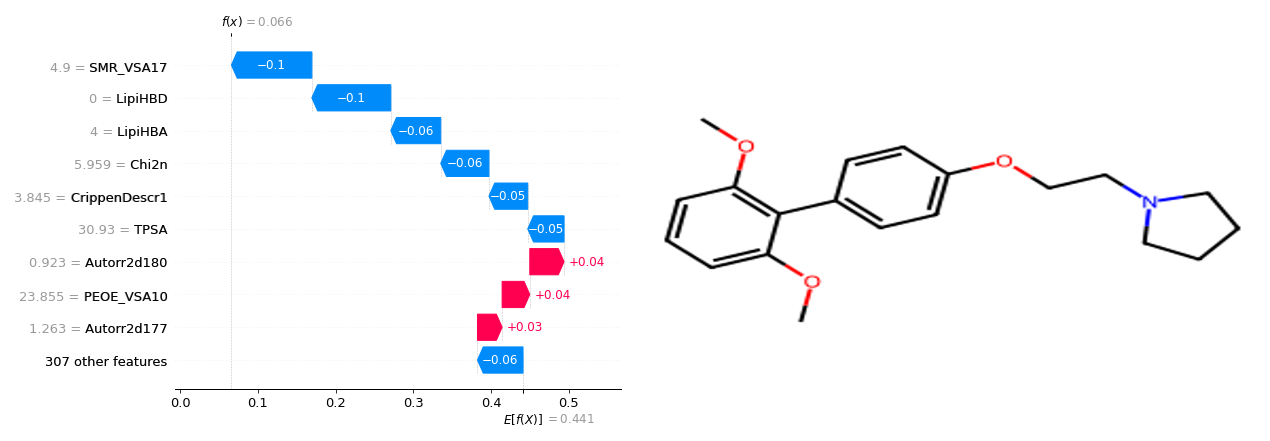 f(x) = 0.066
4.9 = SMR_VSA17
−0.1
0 = LipiHBD
−0.1
4 = LipiHBA
−0.06
5.959 = Chi2n
−0.06
3.845 = CrippenDescr1
−0.05
30.93 = TPSA
−0.05
0.923 = Autorr2d180
+0.04
23.855 = PEOE_VSA10
+0.04
1.263 = Autorr2d177
+0.03
307 other features
−0.06
0.0 0.1 0.2 0.3 0.4 0.5
E[f(X)] = 0.441
O
O
N
O